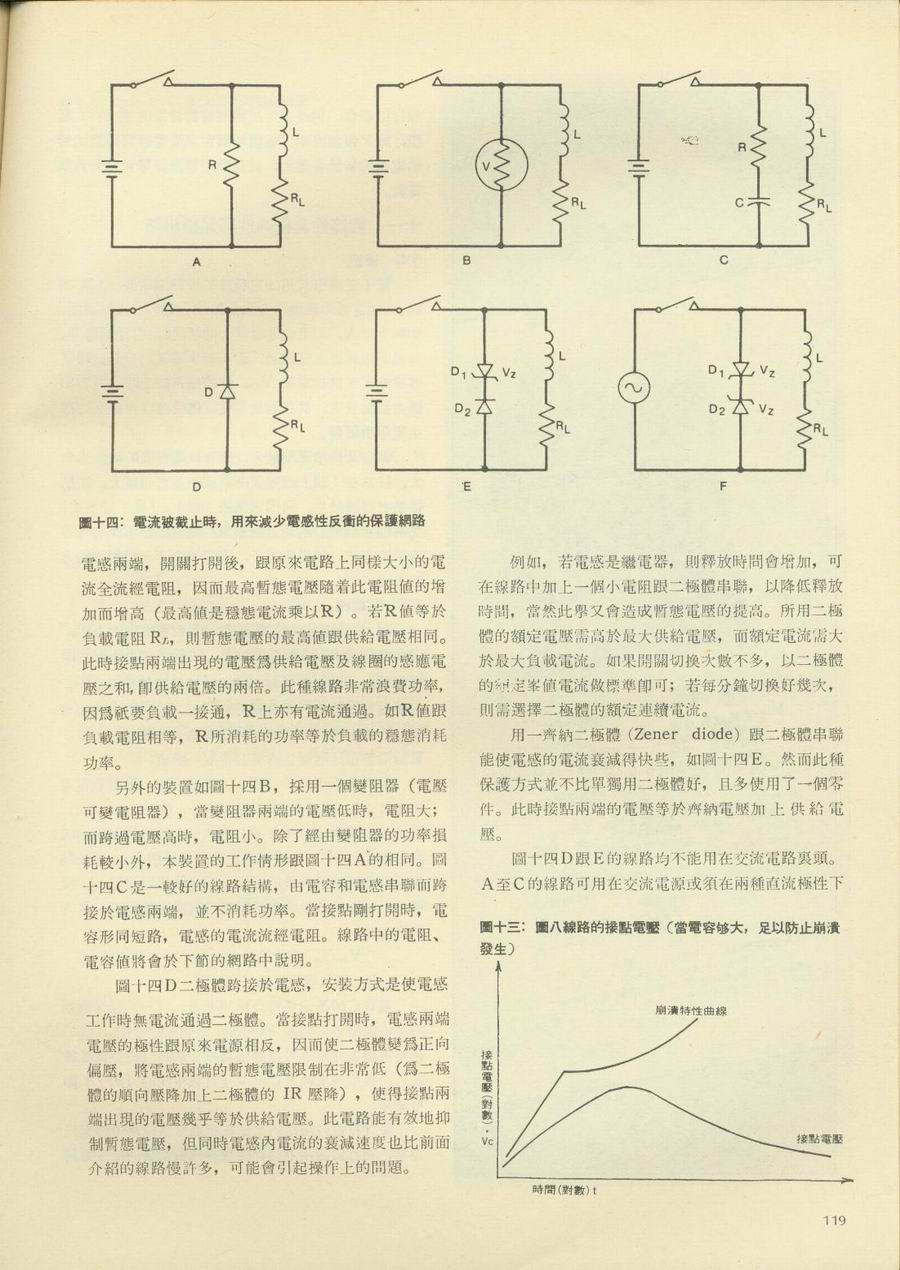 R
L
RL
A
V
L
RL
B
R
C
L
RL
C
D
L
RL
D
D1
Vz
D2
L
RL
E
D1
Vz
D2
Vz
L
RL
F
圖十四：電流被截止時，用來減少電感性反衝的保護網路
電感兩端，開關打開後，跟原來電路上同樣大小的電
流全流經電阻，因而最高暫態電壓隨着此電阻值的增
加而增高（最高值是穩態電流乘以R）。若R值等於
負載電阻RL，則暫態電壓的最高值跟供給電壓相同。
此時接點兩端出現的電壓爲供給電壓及線圈的感應電
壓之和，卽供給電壓的兩倍。此種線路非常浪費功率，
因爲祇要負載一接通，R上亦有電流通過。如R值跟
負載電阻相等，R所消耗的功率等於負載的穩態消耗
功率。
另外的裝置如圖十四B，採用一個變阻器（電壓
可變電阻器），當變阻器兩端的電壓低時，電阻大；
而跨過電壓高時，電阻小。除了經由變阻器的功率損
耗較小外，本裝置的工作情形跟圖十四A的相同。圖
十四C是一較好的線路結構，由電容和電感串聯而跨
接於電感兩端，並不消耗功率。當接點剛打開時，電
容形同短路，電感的電流流經電阻。線路中的電阻、
電容値將會於下節的網路中說明。
圖十四D二極體跨接於電感，安裝方式是使電感
工作時無電流通過二極體。當接點打開時，電感兩端
電壓的極性跟原來電源相反，因而使二極體變爲正向
偏壓，將電感兩端的暫態電壓限制在非常低（爲二極
體的順向壓降加上二極體的 IR 壓降），使得接點兩
端出現的電壓幾乎等於供給電壓。此電路能有效地抑
制暫態電壓，但同時電感內電流的衰減速度也比前面
介紹的線路慢許多，可能會引起操作上的問題。
例如，若電感是繼電器，則釋放時間會增加，可
在線路中加上一個小電阻跟二極體串聯，以降低釋放
時間，當然此擧又會造成暫態電壓的提高。所用二極
體的額定電壓需高於最大供給電壓，而額定電流需大
於最大負載電流。如果開關切換次數不多，以二極體
的額定峯値電流做標準卽可；若每分鐘切換好幾次，
則需選擇二極體的額定連續電流。
用一齊納二極體（Zener diode）跟二極體串聯
能使電感的電流衰減得快些，如圖十四E。然而此種
保護方式並不比單獨用二極體好，且多使用了一個零
件。此時接點兩端的電壓等於齊納電壓加上供給電
壓。
圖十四D跟E的線路均不能用在交流電路裏頭。
A至C的線路可用在交流電源或須在兩種直流極性下
圖十三：圖八線路的接點電壓（當電容够大，足以防止崩潰
發生）
崩潰特性曲線
接點電壓（對數），Vc
接點電壓
時間（對數）t
119